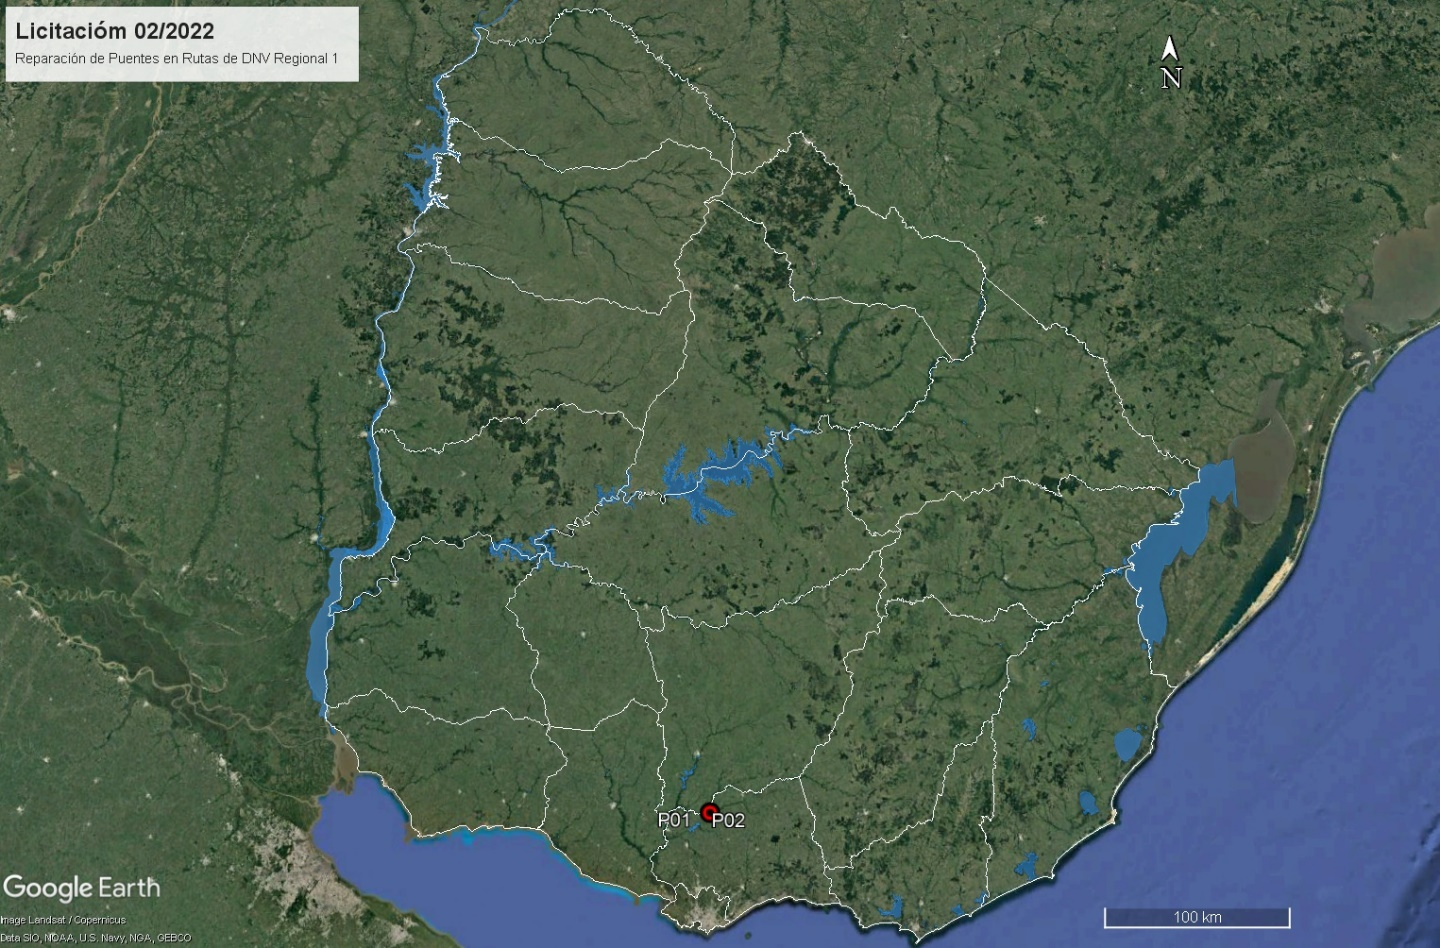 Licitacióm 02/2022
Reparación de Puentes en Rutas de DNV Regional 1
N
P01 P02
Google Earth
Image Landsat / Copernicus
Data SIO, NOAA, U.S. Navy, NGA, GEBCO
100 km